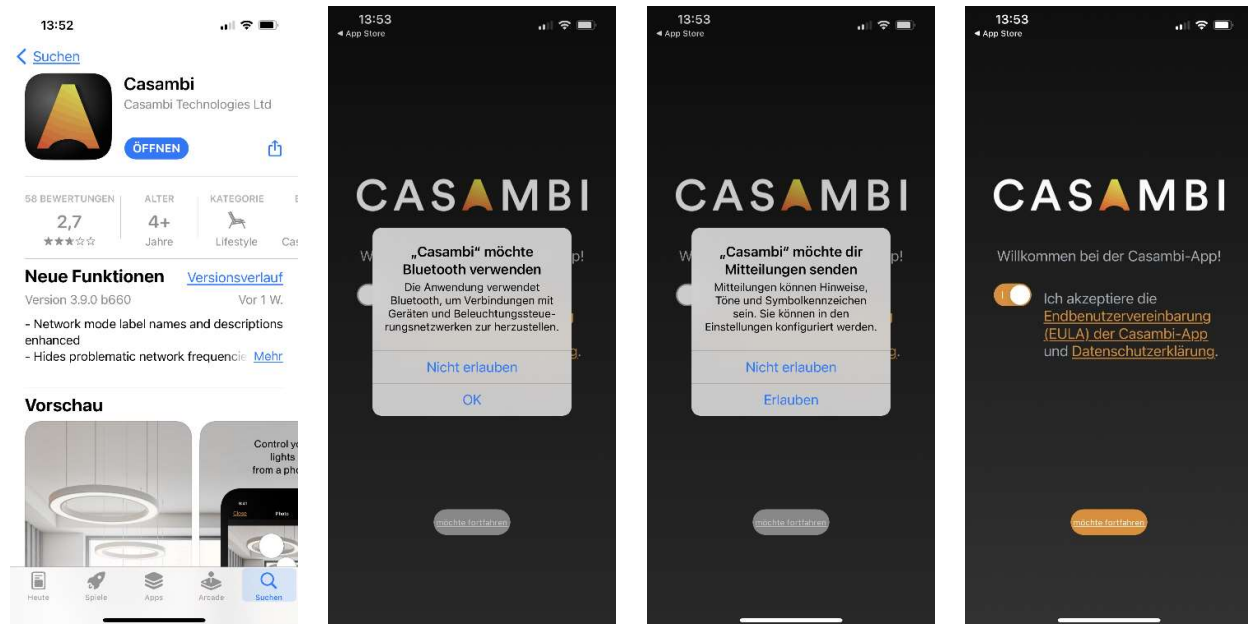 13:52
Suchen
Casambi
Casambi Technologies Ltd
ÖFFNEN
58 BEWERTUNGEN
ALTER
KATEGORIE
2,7
4+
Jahre
Lifestyle
Neue Funktionen
Versionsverlauf
Version 3.9.0 b660
Vor 1 W.
- Network mode label names and descriptions
enhanced
- Hides problematic network frequencie
Mehr
Vorschau
Control
lights
from a
Close
Photo
Heute
Spiele
Apps
Arcade
Suchen
13:53
App Store
CASAMBI
„Casambi“ möchte
Bluetooth verwenden
Die Anwendung verwendet
Bluetooth, um Verbindungen mit
Geräten und Beleuchtungssteue-
rungsnetzwerken zur herzustellen.
Nicht erlauben
OK
möchte fortfahren
13:53
App Store
CASAMBI
„Casambi“ möchte dir
Mitteilungen senden
Mitteilungen können Hinweise,
Töne und Symbolkennzeichen
sein. Sie können in den
Einstellungen konfiguriert werden.
Nicht erlauben
Erlauben
möchte fortfahren
13:53
App Store
CASAMBI
Willkommen bei der Casambi-App!
Ich akzeptiere die
Endbenutzervereinbarung
(EULA) der Casambi-App
und Datenschutzerklärung.
möchte fortfahren